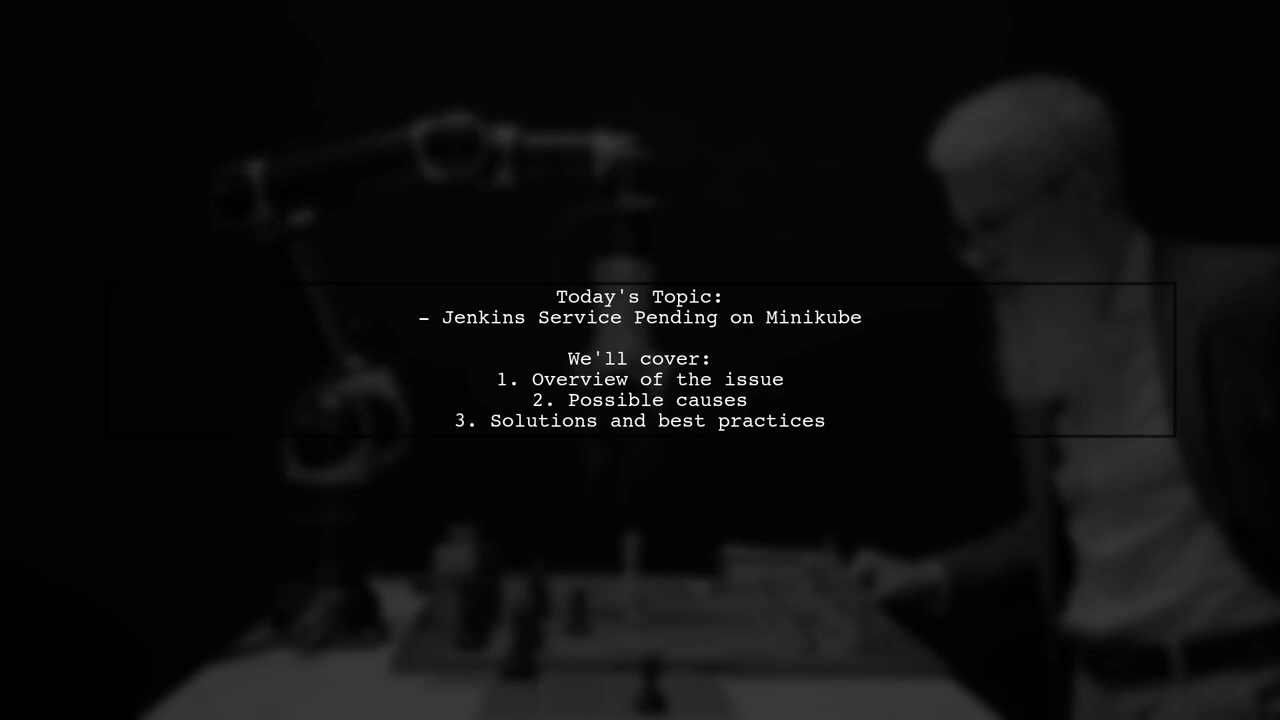 Today's Topic:
– Jenkins Service Pending on Minikube
We'll cover:
1. Overview of the issue
2. Possible causes
3. Solutions and best practices